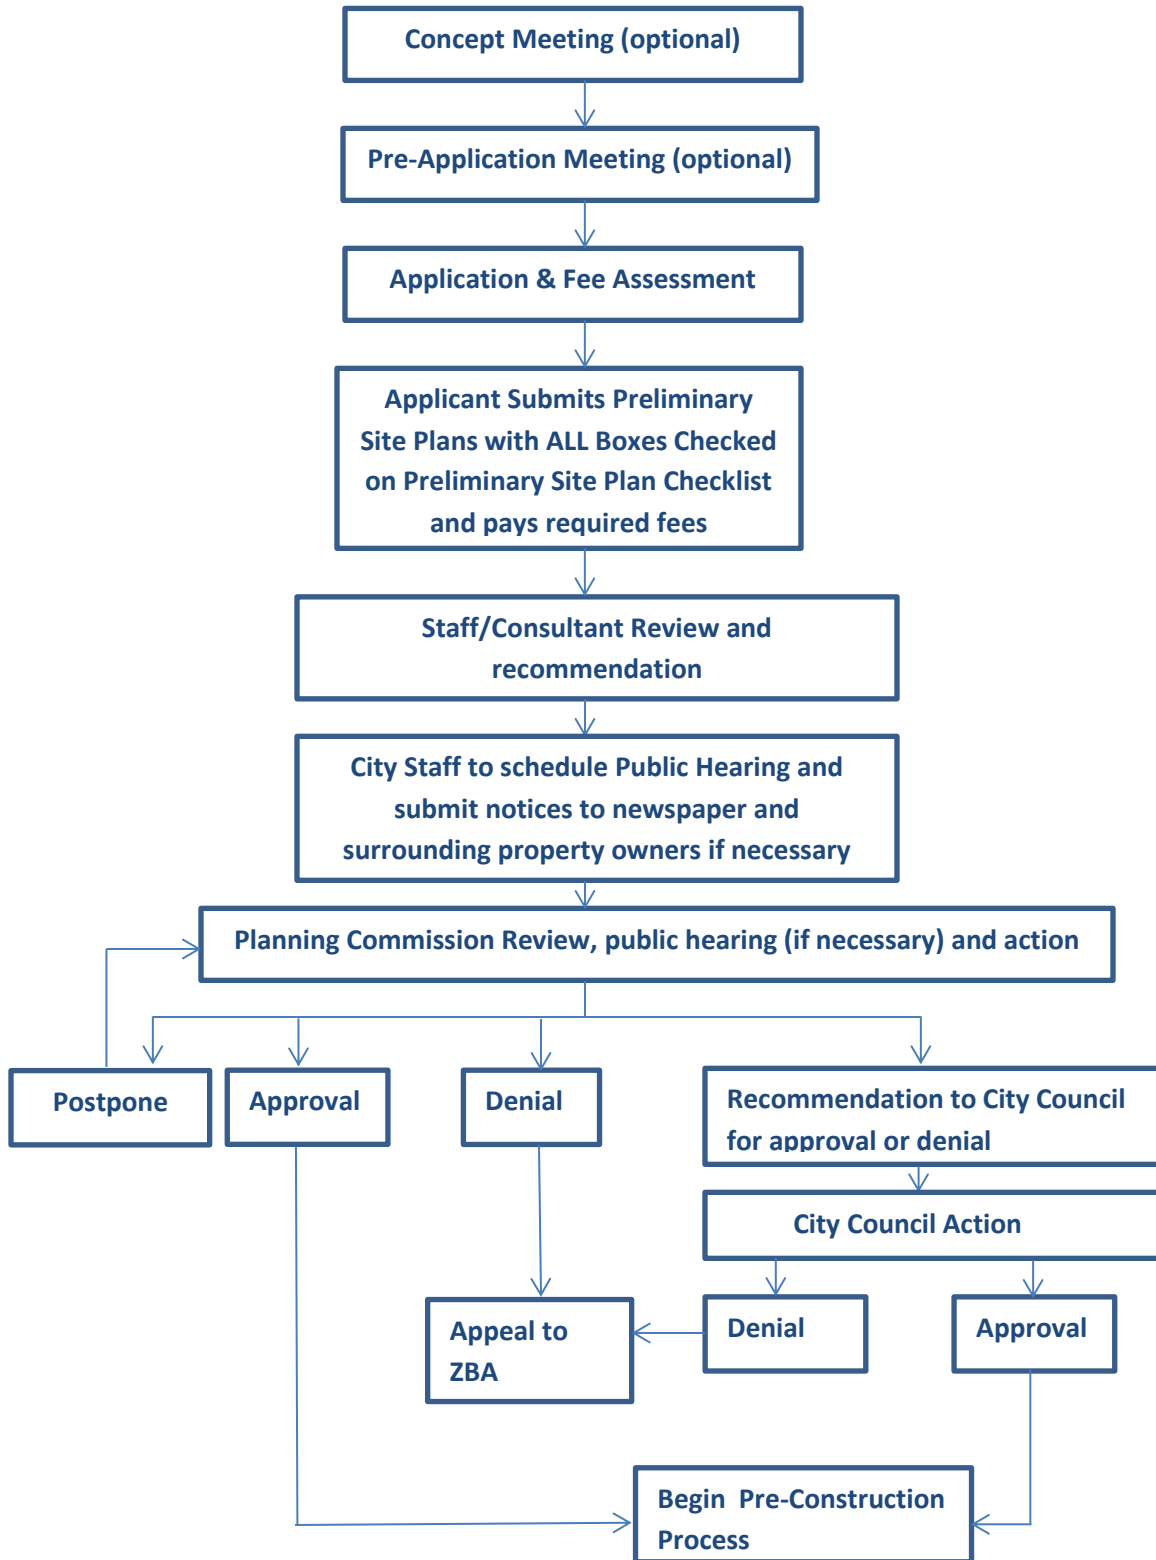 Concept Meeting (optional)
Pre-Application Meeting (optional)
Application & Fee Assessment
Applicant Submits Preliminary
Site Plans with ALL Boxes Checked
on Preliminary Site Plan Checklist
and pays required fees
Staff/Consultant Review and
recommendation
City Staff to schedule Public Hearing and
submit notices to newspaper and
surrounding property owners if necessary
Planning Commission Review, public hearing (if necessary) and action
Postpone
Approval
Denial
Recommendation to City Council
for approval or denial
City Council Action
Appeal to
ZBA
Denial
Approval
Begin Pre-Construction
Process